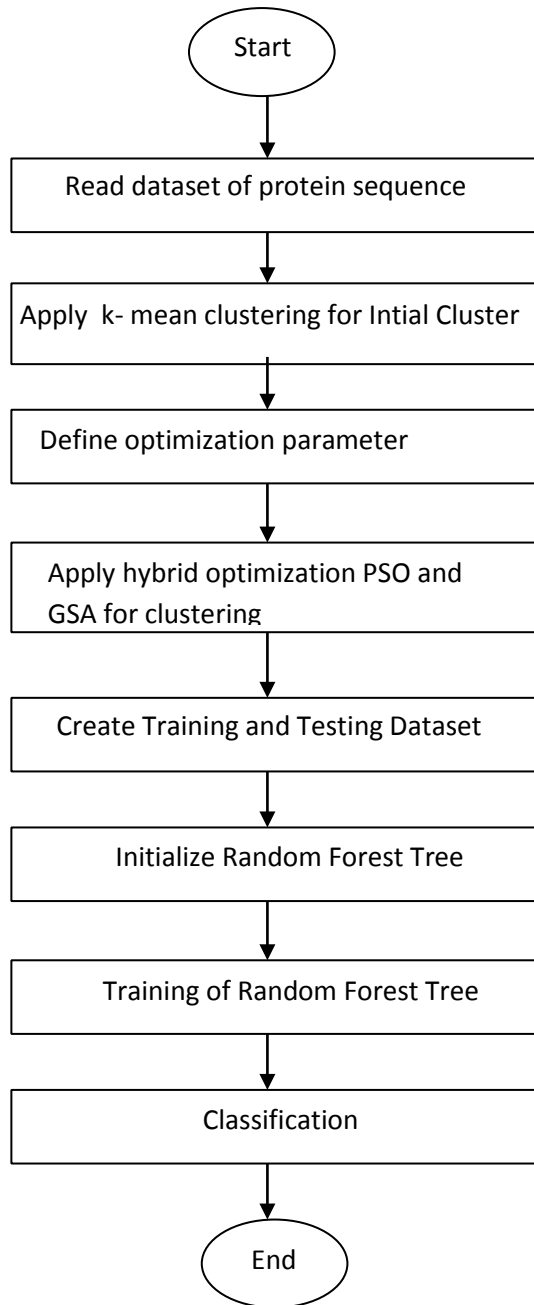 Start
Read dataset of protein sequence
Apply k- mean clustering for Intial Cluster
Define optimization parameter
Apply hybrid optimization PSO and
GSA for clustering
Create Training and Testing Dataset
Initialize Random Forest Tree
Training of Random Forest Tree
Classification
End